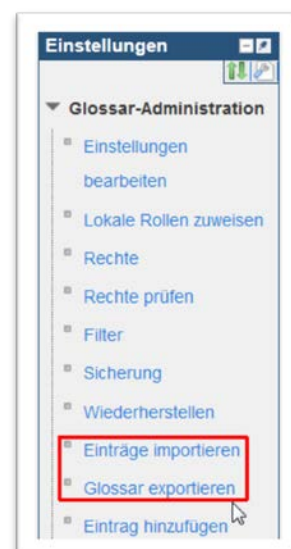 Einstellungen
Glossar-Administration
Einstellungen
bearbeiten
Lokale Rollen zuweisen
Rechte
Rechte prüfen
Filter
Sicherung
Wiederherstellen
Einträge importieren
Glossar exportieren
Eintrag hinzufügen